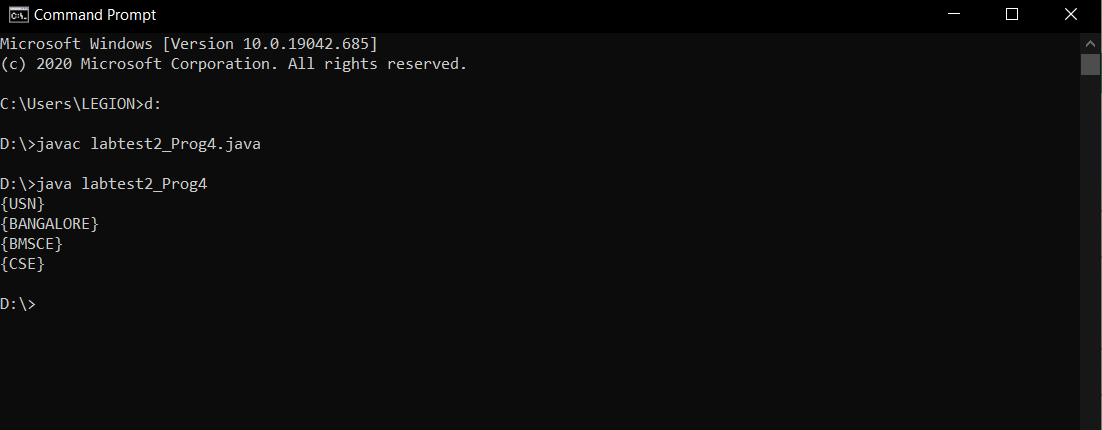 Command Prompt
Microsoft Windows [Version 10.0.19042.685]
(c) 2020 Microsoft Corporation. All rights reserved.
C:\Users\LEGION>d:
D:\>javac labtest2_Prog4.java
D:\>java labtest2_Prog4
{USN}
{BANGALORE}
{BMSCE}
{CSE}
D:\>